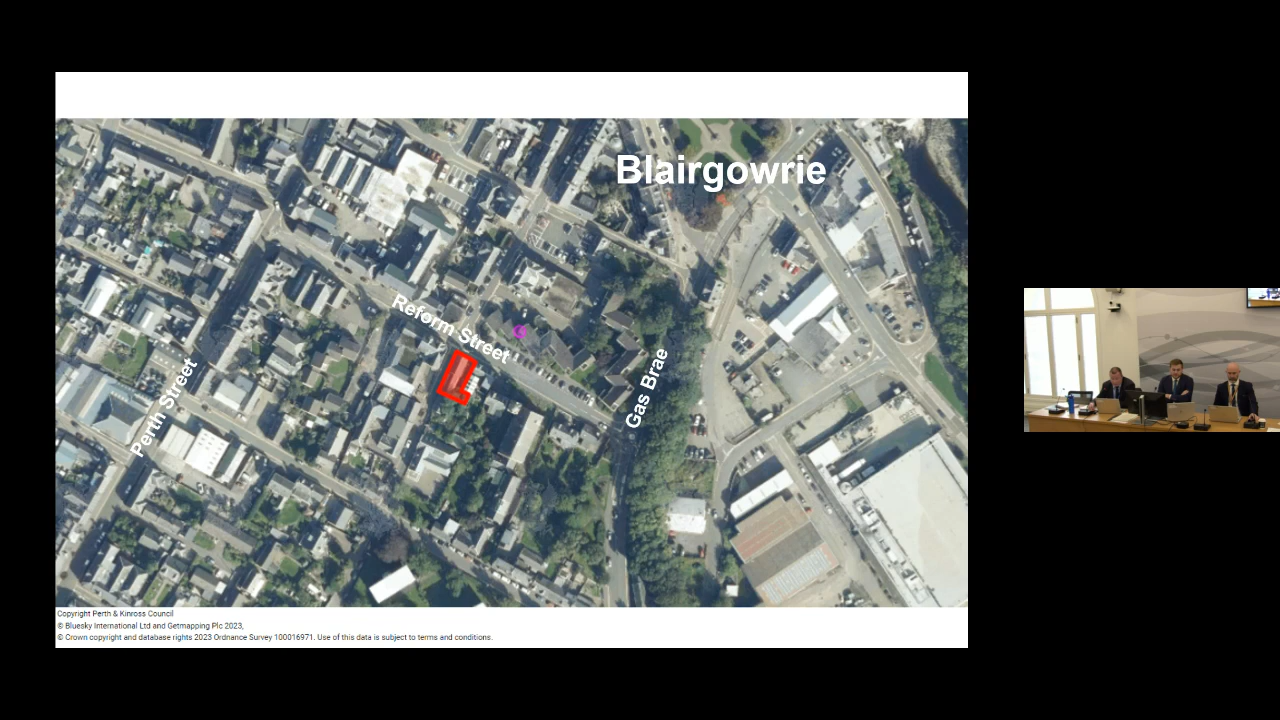 Blairgowrie
Reform Street
Perth Street
Gas Brae
Copyright Perth & Kinross Council
© Bluesky International Ltd and Getmapping Plc 2023,
© Crown copyright and database rights 2023 Ordnance Survey 100016971. Use of this data is subject to terms and conditions.